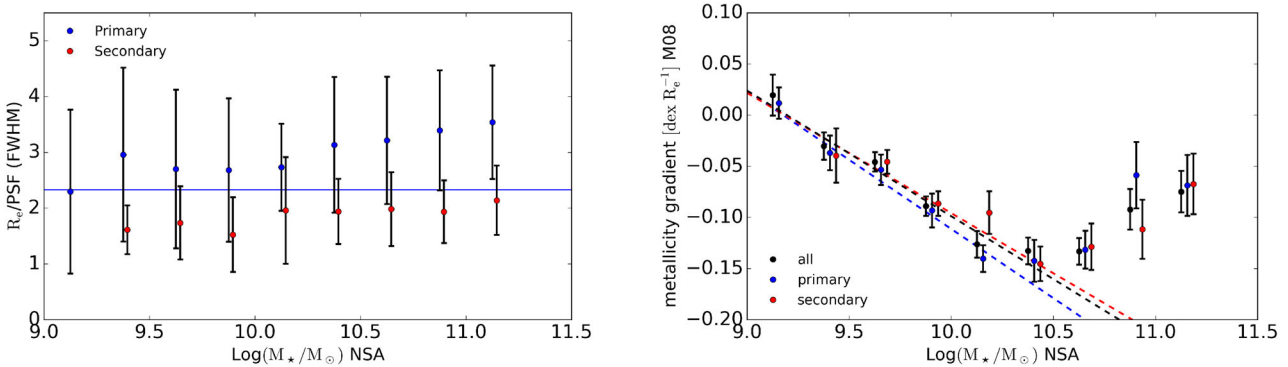 R_e/PSF (FWHM)
5
4
3
2
1
0
Primary
Secondary
9.0 9.5 10.0 10.5 11.0 11.5
Log(M⋆/M⊙) NSA
metallicity gradient [dex R_e^{-1}] M08
0.10
0.05
0.00
−0.05
−0.10
−0.15
−0.20
all
primary
secondary
9.0 9.5 10.0 10.5 11.0 11.5
Log(M⋆/M⊙) NSA